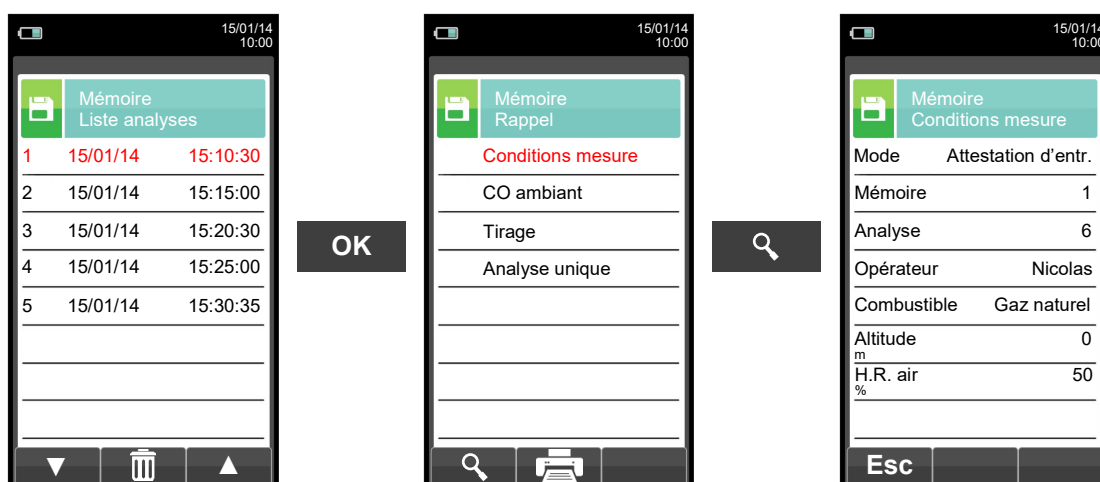 15/01/14
10:00
Mémoire
Liste analyses
1 15/01/14 15:10:30
2 15/01/14 15:15:00
3 15/01/14 15:20:30
4 15/01/14 15:25:00
5 15/01/14 15:30:35
OK
15/01/14
10:00
Mémoire
Rappel
Conditions mesure
CO ambiant
Tirage
Analyse unique
15/01/14
10:00
Mémoire
Conditions mesure
Mode Attestation d'entr.
Mémoire 1
Analyse 6
Opérateur Nicolas
Combustible Gaz naturel
Altitude 0
m
H.R. air 50
%
Esc